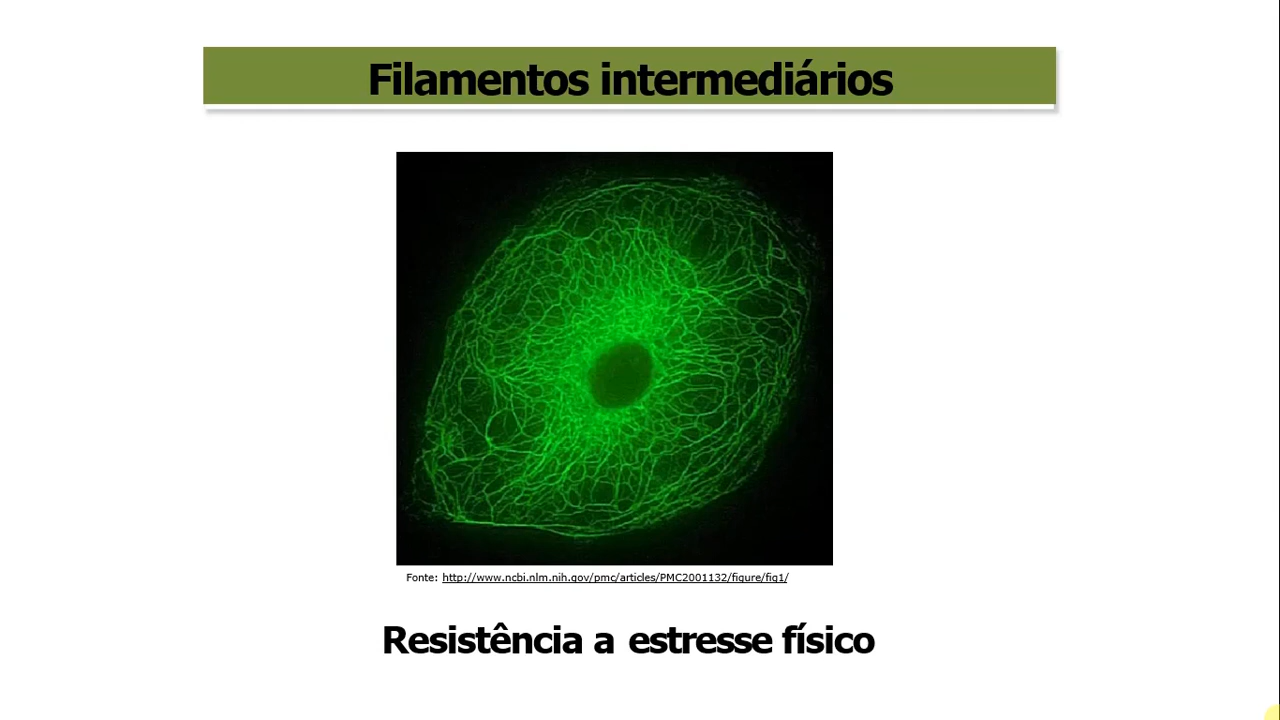 Filamentos intermediários
Fonte: http://www.ncbi.nlm.nih.gov/pmc/articles/PMC2001132/figure/fig1/
Resistência a estresse físico